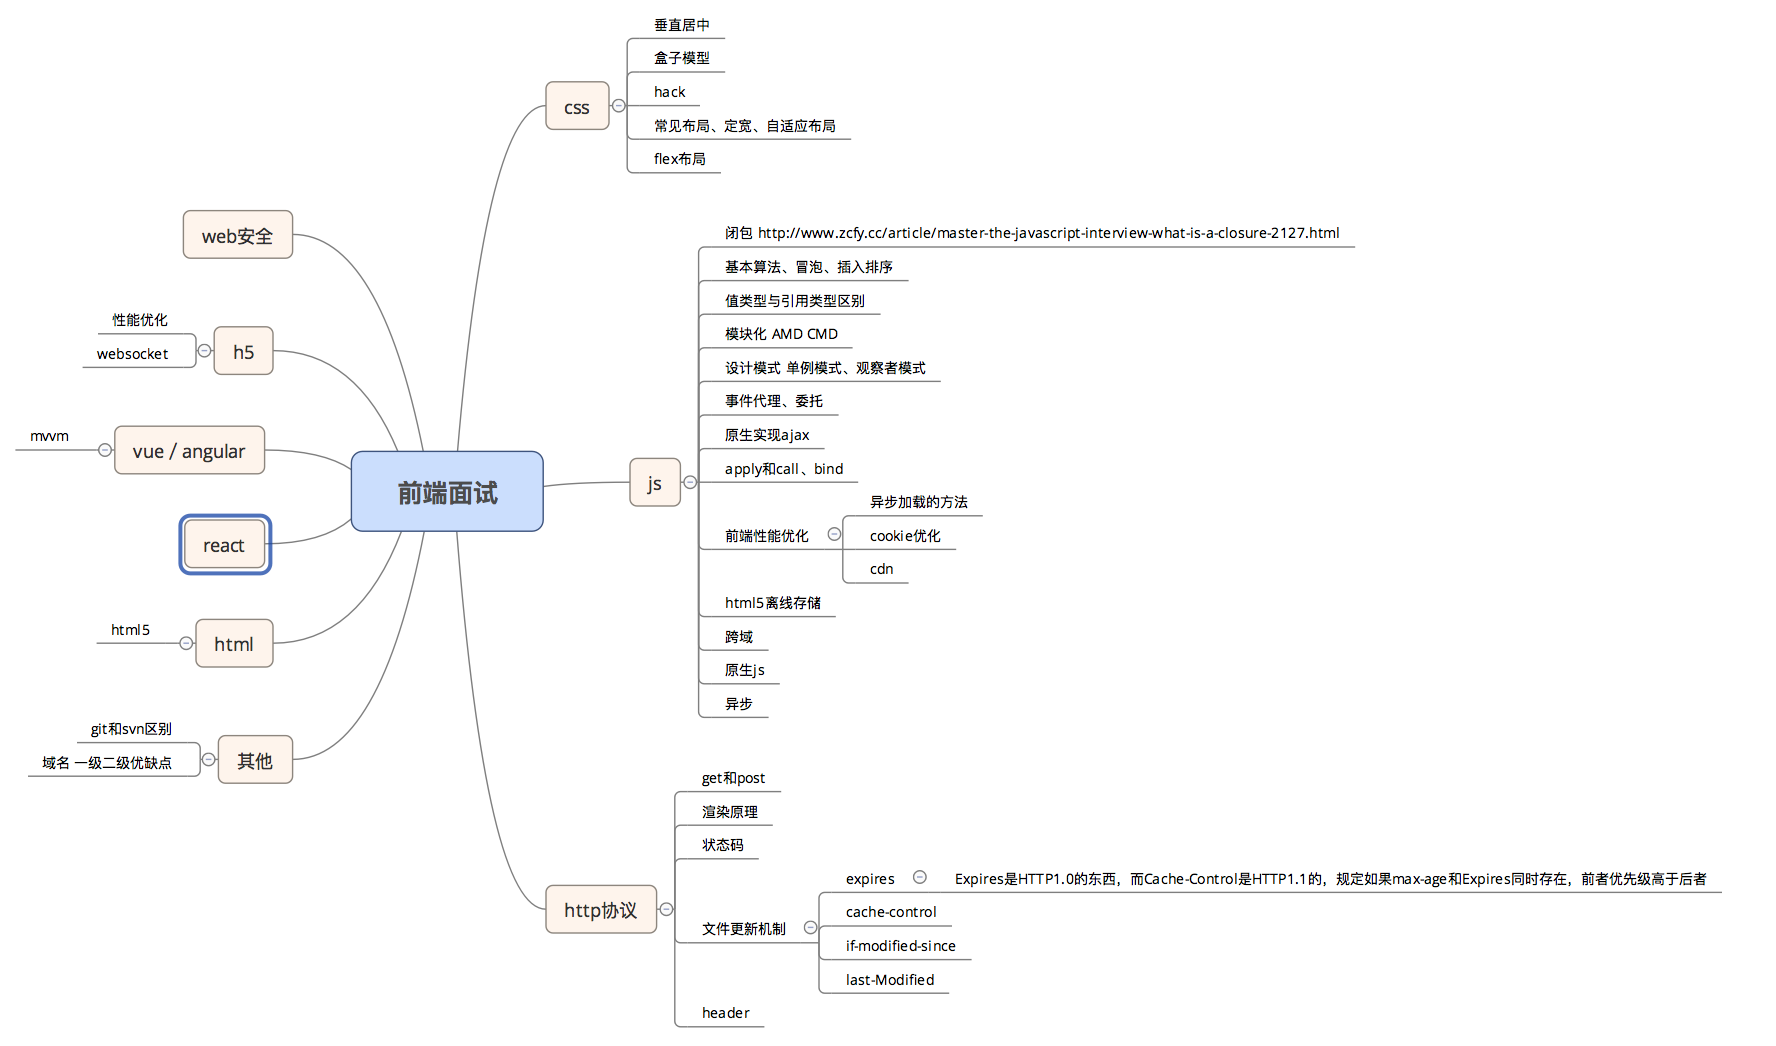 前端面试
css
垂直居中
盒子模型
hack
常见布局、定宽、自适应布局
flex布局
js
闭包 http://www.zcfy.cc/article/master-the-javascript-interview-what-is-a-closure-2127.html
基本算法、冒泡、插入排序
值类型与引用类型区别
模块化 AMD CMD
设计模式 单例模式、观察者模式
事件代理、委托
原生实现ajax
apply和call、bind
前端性能优化
异步加载的方法
cookie优化
cdn
html5离线存储
跨域
原生js
异步
http协议
get和post
渲染原理
状态码
文件更新机制
expires
Expires是HTTP1.0的东西，而Cache-Control是HTTP1.1的，规定如果max-age和Expires同时存在，前者优先级高于后者
cache-control
if-modified-since
last-Modified
header
web安全
h5
性能优化
websocket
vue / angular
mvvm
react
html
html5
其他
git和svn区别
域名 一级二级优缺点